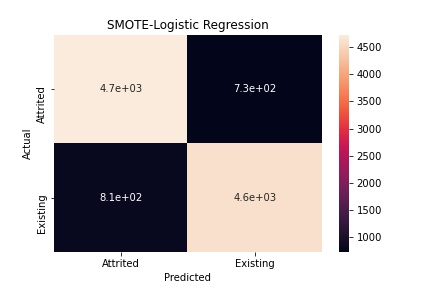 SMOTE-Logistic Regression
Attrited
4.7e+03
7.3e+02
Actual
Existing
8.1e+02
4.6e+03
Attrited
Existing
Predicted
4500
4000
3500
3000
2500
2000
1500
1000